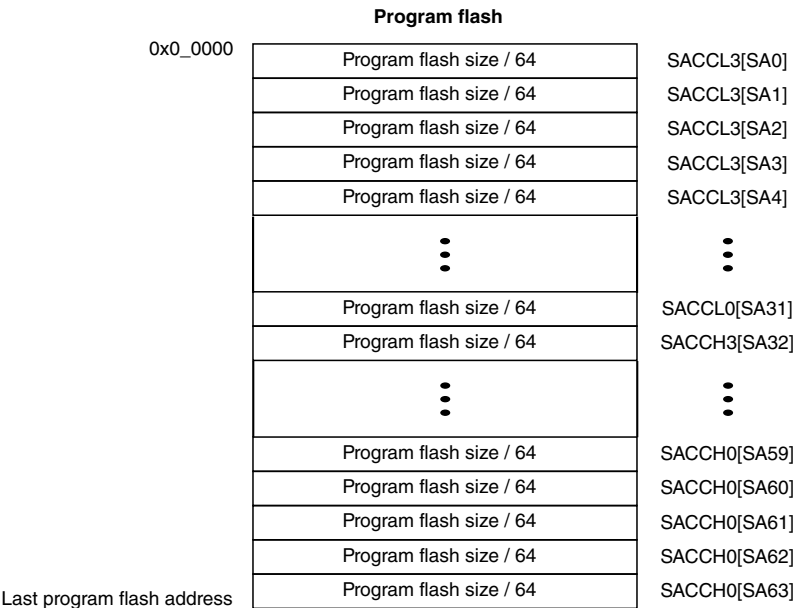 Program flash
0x0_0000
Program flash size / 64 SACCL3[SA0]
Program flash size / 64 SACCL3[SA1]
Program flash size / 64 SACCL3[SA2]
Program flash size / 64 SACCL3[SA3]
Program flash size / 64 SACCL3[SA4]
Program flash size / 64 SACCL0[SA31]
Program flash size / 64 SACCH3[SA32]
Program flash size / 64 SACCH0[SA59]
Program flash size / 64 SACCH0[SA60]
Program flash size / 64 SACCH0[SA61]
Program flash size / 64 SACCH0[SA62]
Program flash size / 64 SACCH0[SA63]
Last program flash address